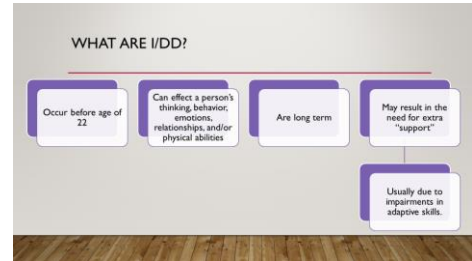 WHAT ARE I/DD?
Occur before age of
22
Can effect a person's
thinking, behavior,
emotions,
relationships, and/or
physical abilities
Are long term
May result in the
need for extra
"support"
Usually due to
impairments in
adaptive skills.